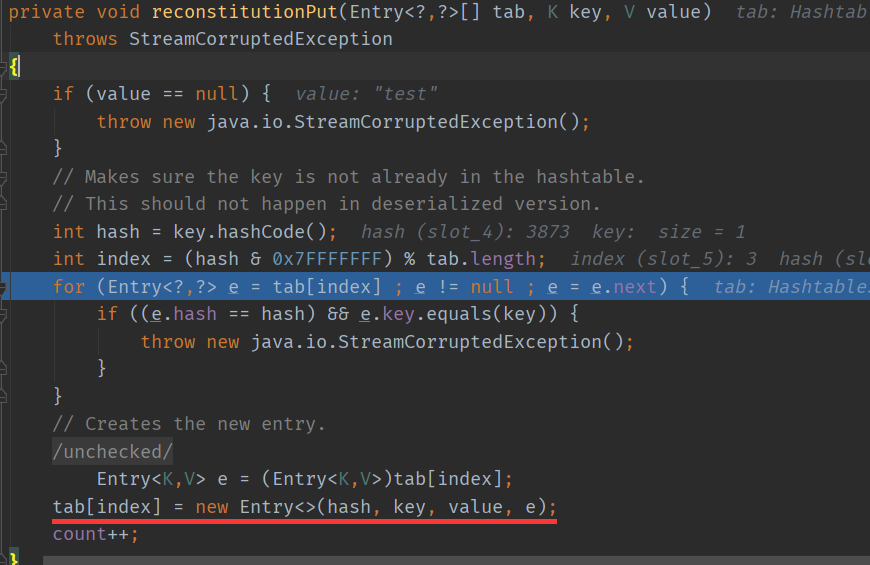 private void reconstitutionPut(Entry<?,?>[] tab, K key, V value)  tab: Hashtab
    throws StreamCorruptedException
{
    if (value == null) {  value: "test"
        throw new java.io.StreamCorruptedException();
    }
    // Makes sure the key is not already in the hashtable.
    // This should not happen in deserialized version.
    int hash = key.hashCode();  hash (slot_4): 3873  key:  size = 1
    int index = (hash & 0x7FFFFFFF) % tab.length;  index (slot_5): 3  hash (slo
    for (Entry<?,?> e = tab[index] ; e != null ; e = e.next) {  tab: Hashtable
        if ((e.hash == hash) && e.key.equals(key)) {
            throw new java.io.StreamCorruptedException();
        }
    }
    // Creates the new entry.
    /unchecked/
        Entry<K,V> e = (Entry<K,V>)tab[index];
    tab[index] = new Entry<>(hash, key, value, e);
    count++;
}